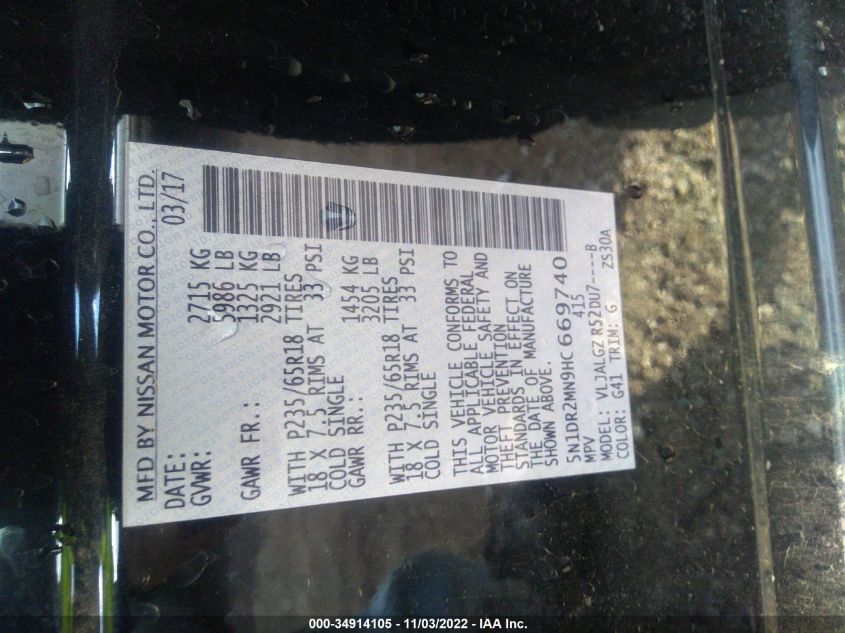 MFD BY NISSAN MOTOR CO., LTD.
DATE: 03/17
GVWR: 2715 KG
5986 LB
GAWR FR.: 1325 KG
2921 LB
WITH P235/65R18 TIRES
18 X 7.5 RIMS AT 33 PSI
COLD SINGLE
GAWR RR.: 1454 KG
3205 LB
WITH P235/65R18 TIRES
18 X 7.5 RIMS AT 33 PSI
COLD SINGLE
THIS VEHICLE CONFORMS TO
ALL APPLICABLE FEDERAL
MOTOR VEHICLE SAFETY AND
THEFT PREVENTION
STANDARDS IN EFFECT ON
THE DATE OF MANUFACTURE
SHOWN ABOVE.
5N1DR2MN9HC669740
MPV 41S
MODEL: VLJALGZ R52DU7----B
COLOR: G41 TRIM: G ZS30A
000-34914105 - 11/03/2022 - IAA Inc.